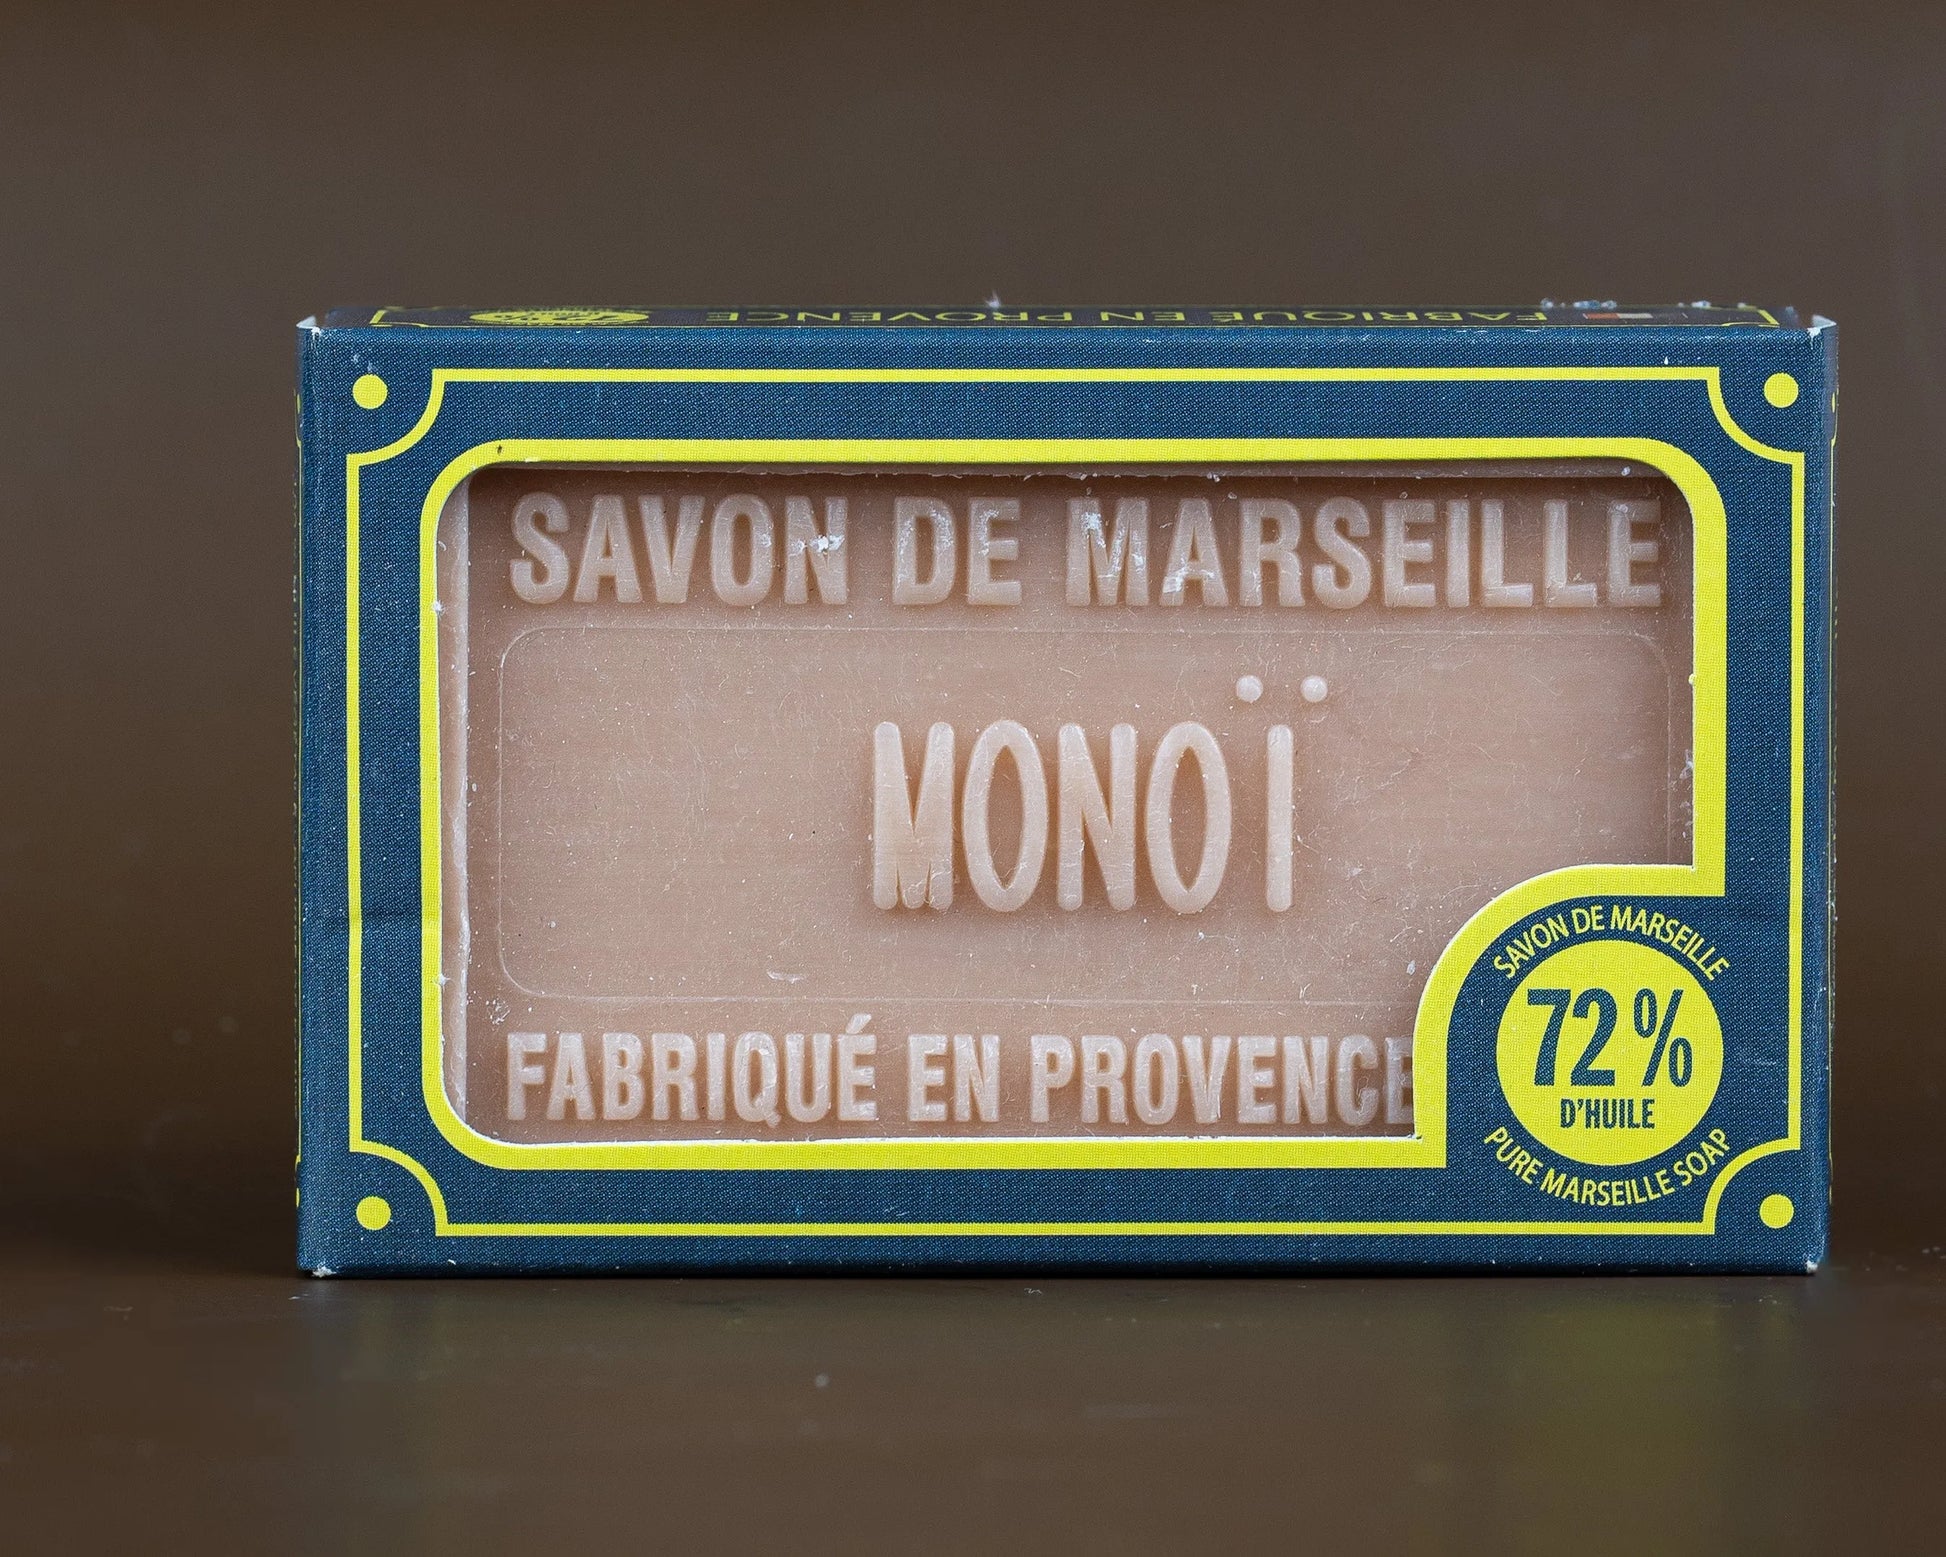 FABRIQUÉ EN PROVENCE
SAVON DE MARSEILLE
MONOÏ
FABRIQUÉ EN PROVENCE
SAVON DE MARSEILLE
72 %
D'HUILE
PURE MARSEILLE SOAP